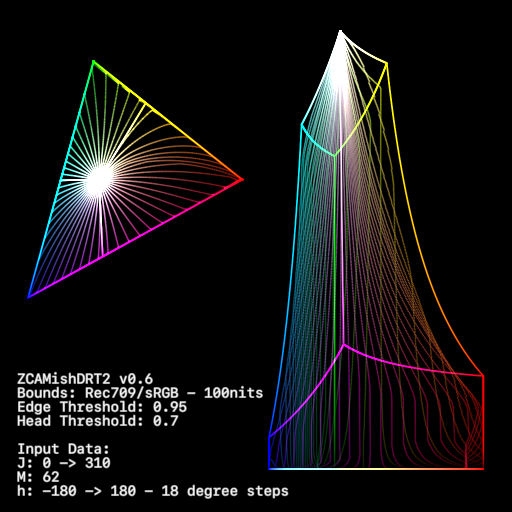 ZCAMishDRT2 v0.6
Bounds: Rec709/sRGB – 100nits
Edge Threshold: 0.95
Head Threshold: 0.7
Input Data:
J: 0 –> 310
M: 62
h: –180 –> 180 – 18 degree steps